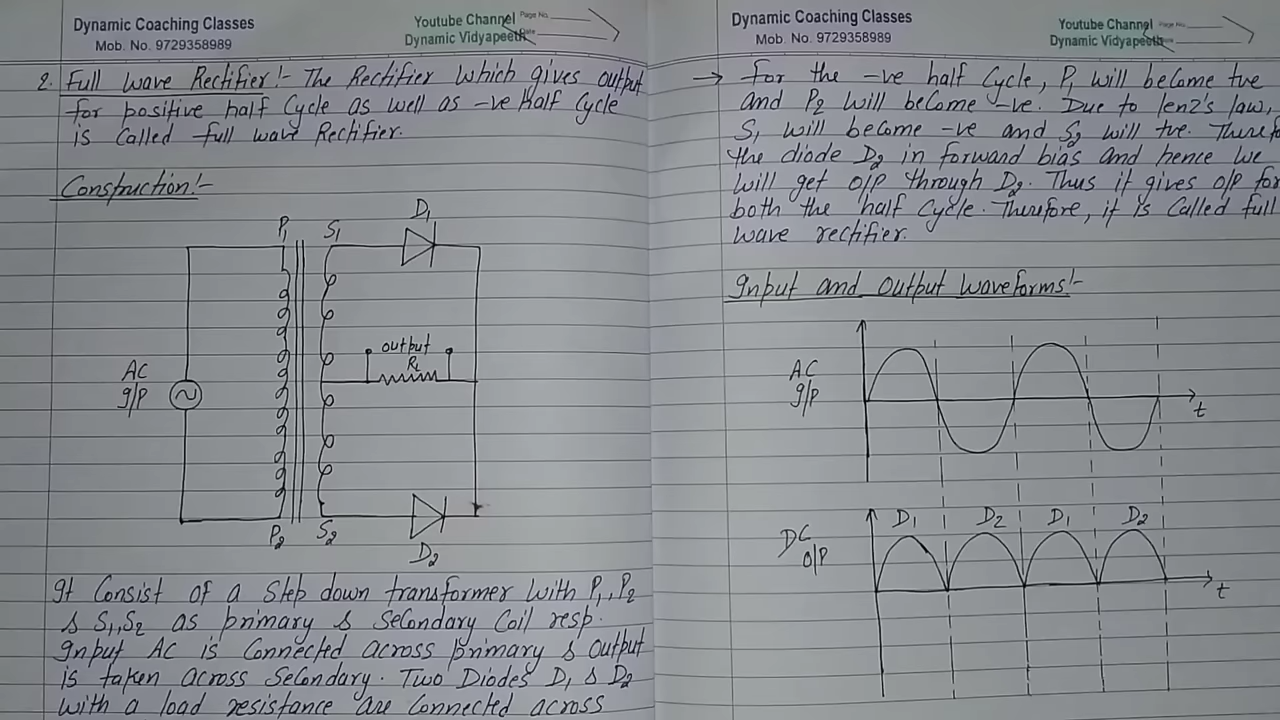 Dynamic Coaching Classes
Mob. No. 9729358989
Youtube Channel
Dynamic Vidyapeeth
Page No.
Date
2. Full Wave Rectifier!- The Rectifier Which gives output
for positive half Cycle as well as -ve Half Cycle
is Called full wave Rectifier.
Construction!-
P1 S1 D1
output
RL
AC
I/P
P2 S2
D2
It Consist of a Step down transformer with P1, P2
& S1, S2 as primary & Secondary Coil resp.
Input AC is Connected across primary & output
is taken across Secondary. Two Diodes D1 & D2
with a load resistance are Connected across
Dynamic Coaching Classes
Mob. No. 9729358989
Youtube Channel
Dynamic Vidyapeeth
Page No.
→ For the -ve half Cycle, P1 will become +ve
and P2 will become -ve. Due to lenz's law,
S1 will become -ve and S2 will +ve. Therefo
the diode D2 in forward bias and hence we
will get O/P through D2. Thus it gives O/P for
both the half Cycle. Therefore, it is Called full
wave rectifier.
Input and Output Waveforms!-
AC
I/P
t
D1 D2 D1 D2
DC
O/P
t